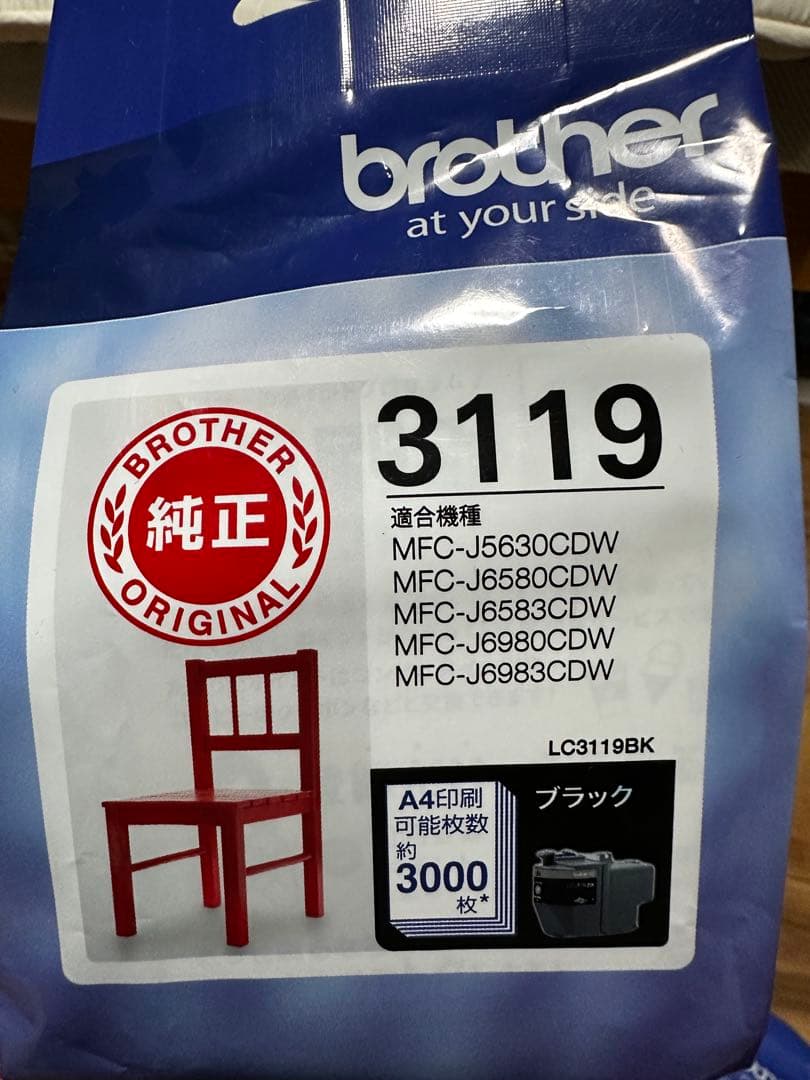 brother
at your side
BROTHER
純正
ORIGINAL
3119
適合機種
MFC-J5630CDW
MFC-J6580CDW
MFC-J6583CDW
MFC-J6980CDW
MFC-J6983CDW
LC3119BK
A4印刷
可能枚数
約
3000
枚*
ブラック